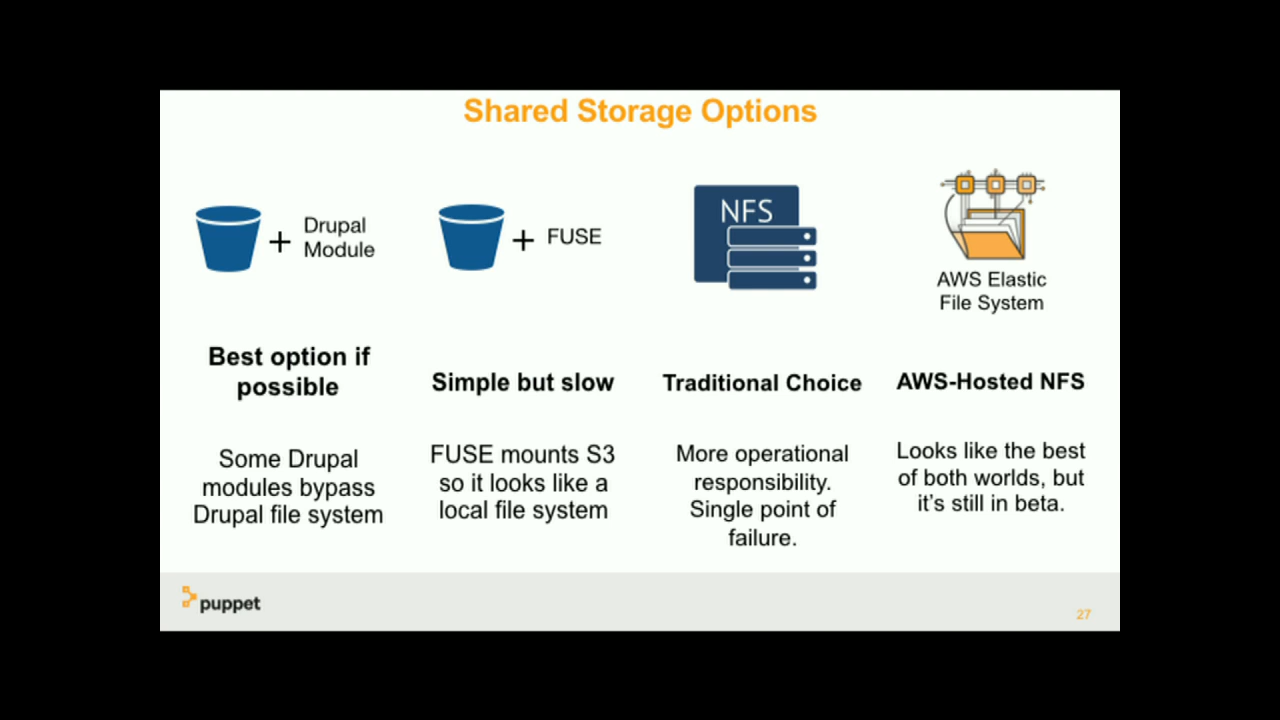 Shared Storage Options
+ Drupal
Module
+ FUSE
NFS
AWS Elastic
File System
Best option if
possible
Some Drupal
modules bypass
Drupal file system
Simple but slow
FUSE mounts S3
so it looks like a
local file system
Traditional Choice
More operational
responsibility.
Single point of
failure.
AWS-Hosted NFS
Looks like the best
of both worlds, but
it's still in beta.
puppet
27